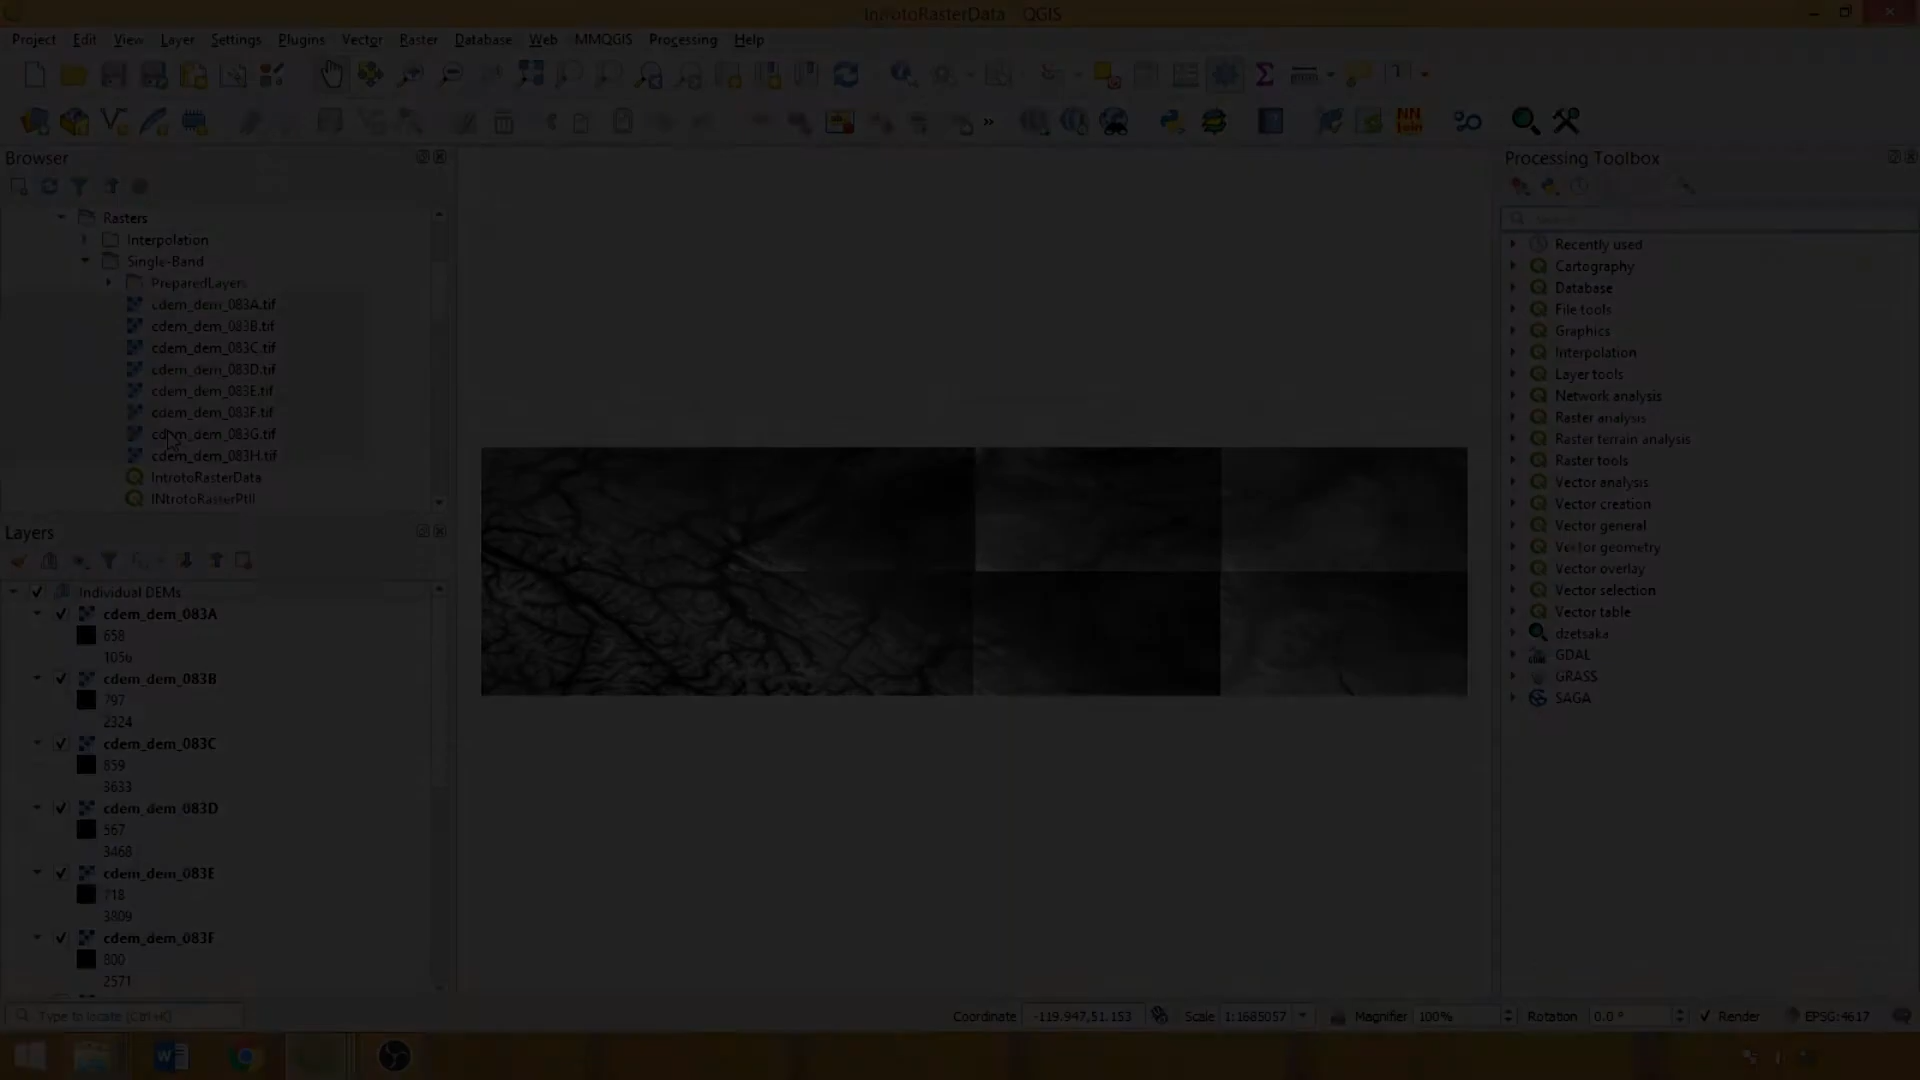 IntrotoRasterData QGIS
Project Edit View Layer Settings Plugins Vector Raster Database Web MMQGIS Processing Help
NN
Browser
Rasters
Interpolation
Single-Band
PreparedLayers
cdem_dem_083A.tif
cdem_dem_083B.tif
cdem_dem_083C.tif
cdem_dem_083D.tif
cdem_dem_083E.tif
cdem_dem_083F.tif
cdem_dem_083G.tif
cdem_dem_083H.tif
IntrotoRasterData
INtrotoRasterPtII
Layers
Individual DEMs
cdem_dem_083A
658
1056
cdem_dem_083B
797
2324
cdem_dem_083C
859
3633
cdem_dem_083D
567
3468
cdem_dem_083E
718
3809
cdem_dem_083F
800
2571
Processing Toolbox
Recently used
Cartography
Database
File tools
Graphics
Interpolation
Layer tools
Network analysis
Raster analysis
Raster terrain analysis
Raster tools
Vector analysis
Vector creation
Vector general
Vector geometry
Vector overlay
Vector selection
Vector table
dzetsaka
GDAL
GRASS
SAGA
Type to locate (Ctrl+K) Coordinate -119.947,51.153 Scale 1:1685057 Magnifier 100% Rotation 0.0 ° Render EPSG:4617